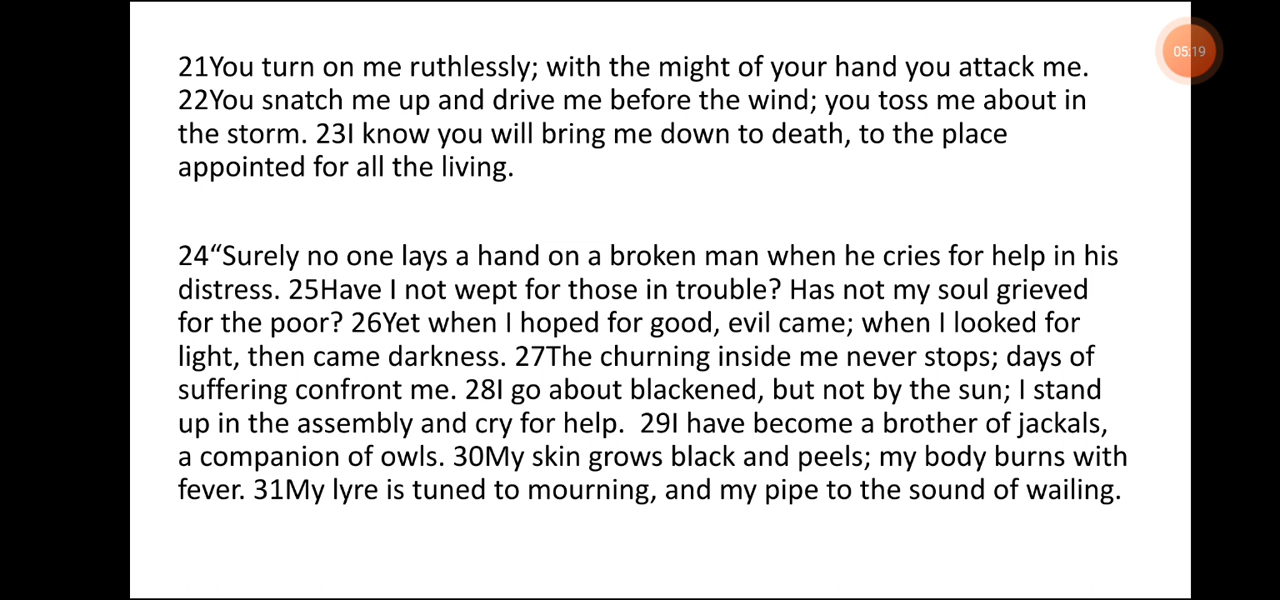 21You turn on me ruthlessly; with the might of your hand you attack me.
22You snatch me up and drive me before the wind; you toss me about in
the storm. 23I know you will bring me down to death, to the place
appointed for all the living.
24“Surely no one lays a hand on a broken man when he cries for help in his
distress. 25Have I not wept for those in trouble? Has not my soul grieved
for the poor? 26Yet when I hoped for good, evil came; when I looked for
light, then came darkness. 27The churning inside me never stops; days of
suffering confront me. 28I go about blackened, but not by the sun; I stand
up in the assembly and cry for help.  29I have become a brother of jackals,
a companion of owls. 30My skin grows black and peels; my body burns with
fever. 31My lyre is tuned to mourning, and my pipe to the sound of wailing.
05:19